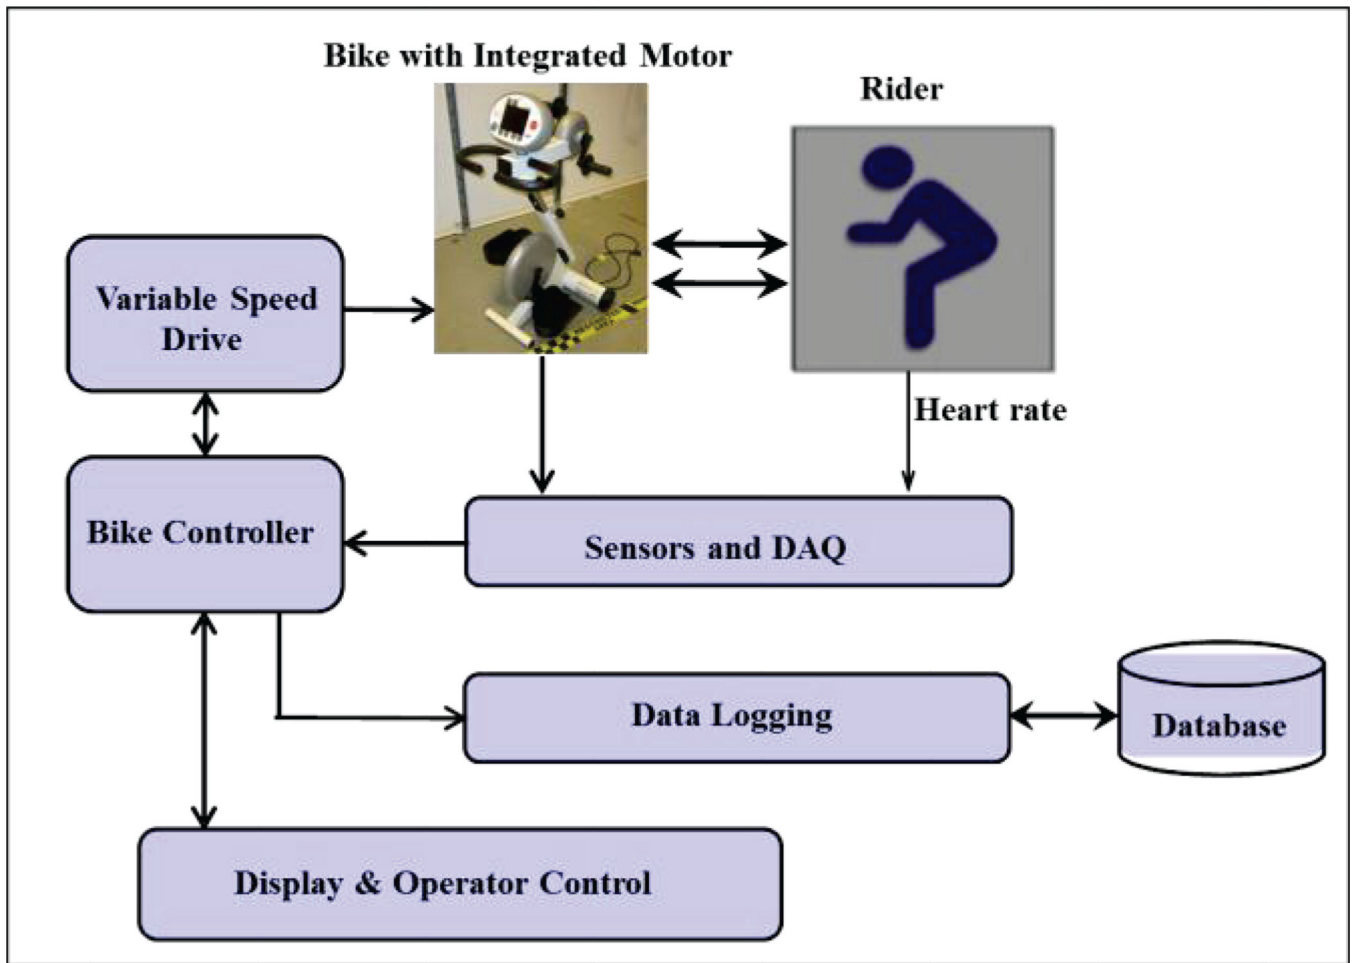 Bike with Integrated Motor
Rider
Variable Speed
Drive
Heart rate
Bike Controller
Sensors and DAQ
Data Logging
Database
Display & Operator Control